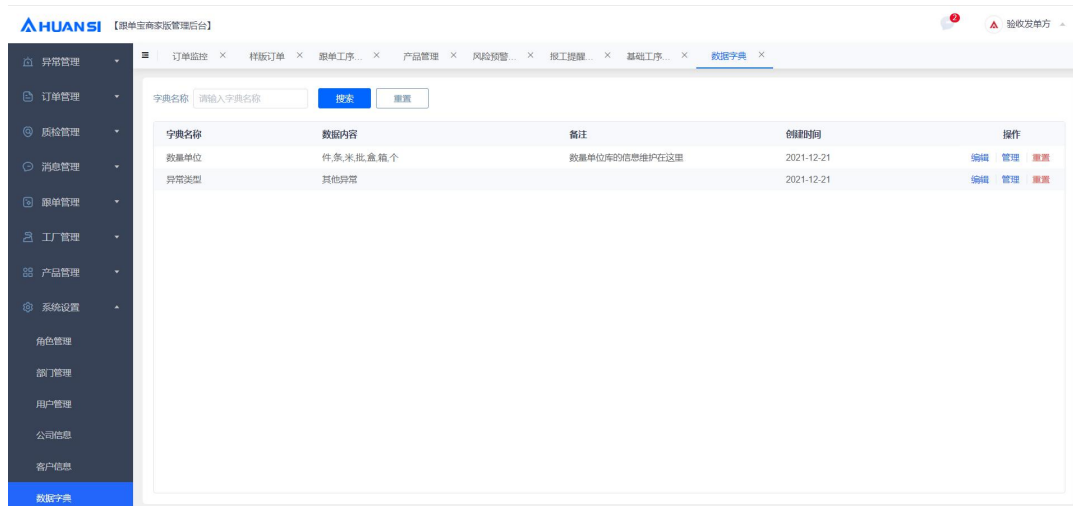 HUANSI 【跟单宝商家版管理后台】 2 验收发单方
异常管理
订单管理
质检管理
消息管理
跟单管理
工厂管理
产品管理
系统设置
角色管理
部门管理
用户管理
公司信息
客户信息
数据字典
订单监控 × 样版订单 × 跟单工序... × 产品管理 × 风险预警... × 报工提醒... × 基础工序... × 数据字典 ×
字典名称 请输入字典名称 搜索 重置
字典名称 数据内容 备注 创建时间 操作
数量单位 件,条,米,批,盒,箱,个 数量单位库的信息维护在这里 2021-12-21 编辑 管理 重置
异常类型 其他异常 2021-12-21 编辑 管理 重置